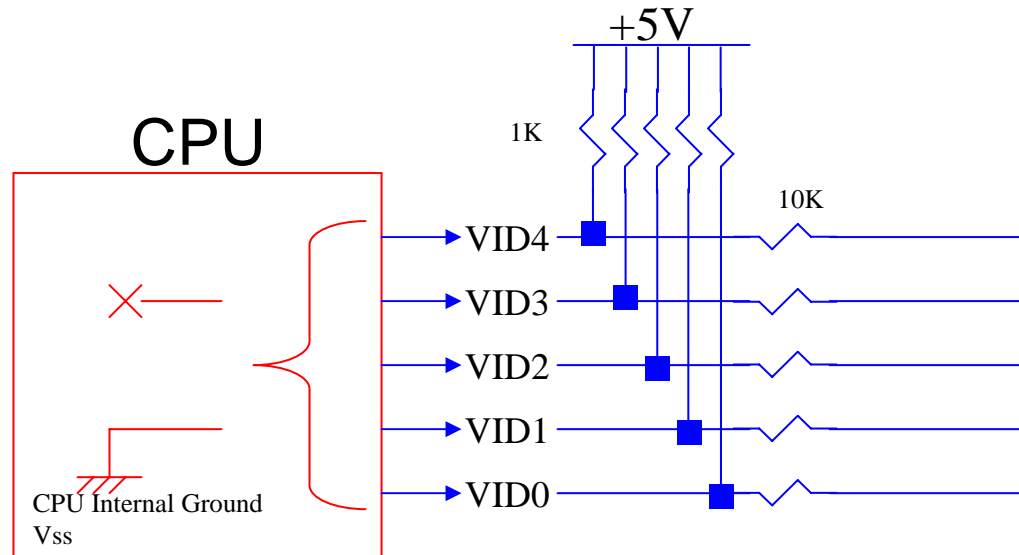 +5V
CPU
1K
10K
VID4
VID3
VID2
VID1
VID0
CPU Internal Ground
Vss